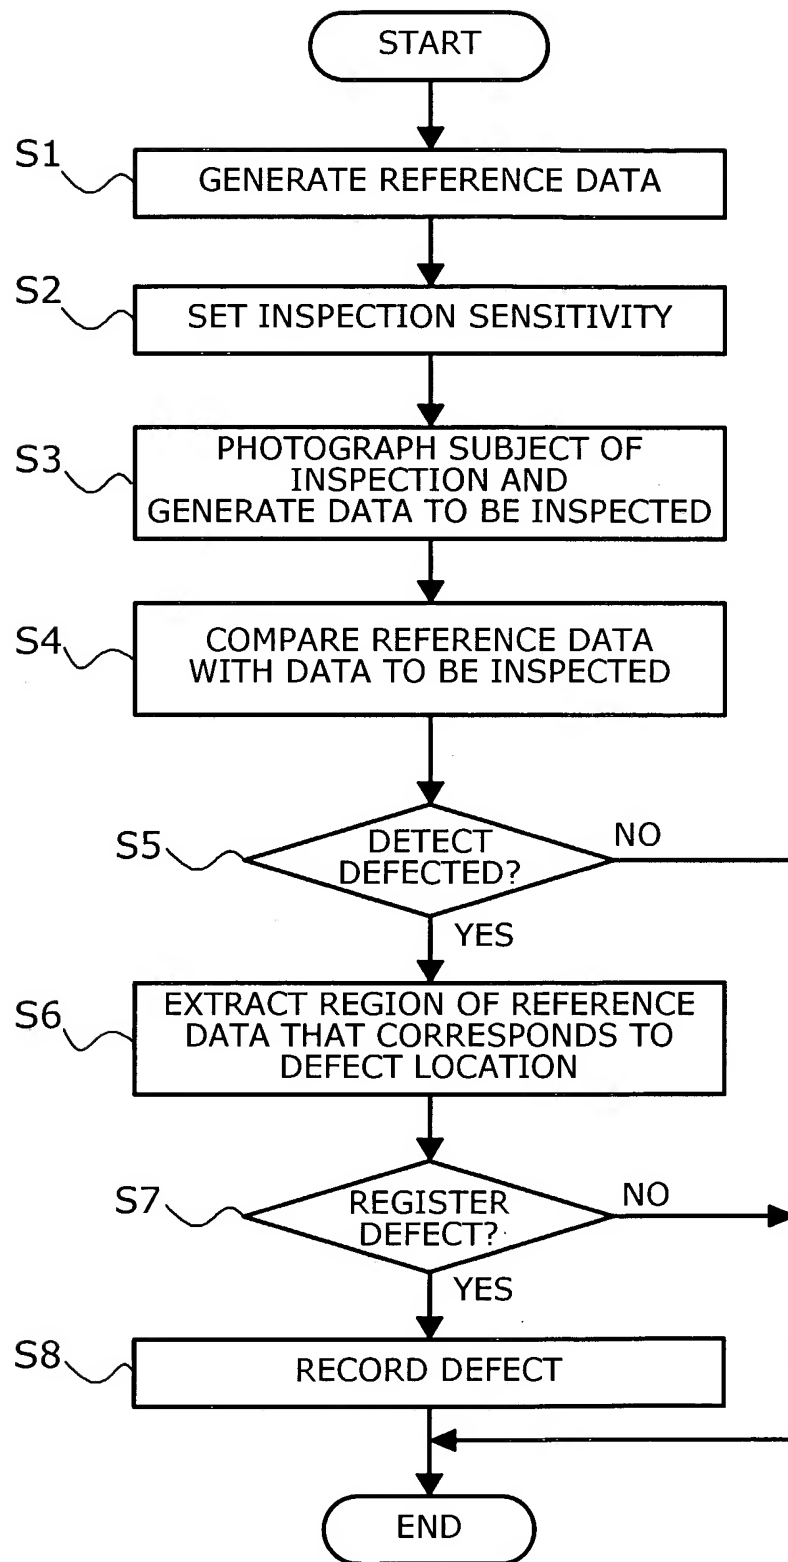 START
S1
GENERATE REFERENCE DATA
S2
SET INSPECTION SENSITIVITY
S3
PHOTOGRAPH SUBJECT OF
INSPECTION AND
GENERATE DATA TO BE INSPECTED
S4
COMPARE REFERENCE DATA
WITH DATA TO BE INSPECTED
S5
DETECT
DEFECTED?
NO
YES
S6
EXTRACT REGION OF REFERENCE
DATA THAT CORRESPONDS TO
DEFECT LOCATION
S7
REGISTER
DEFECT?
NO
YES
S8
RECORD DEFECT
END